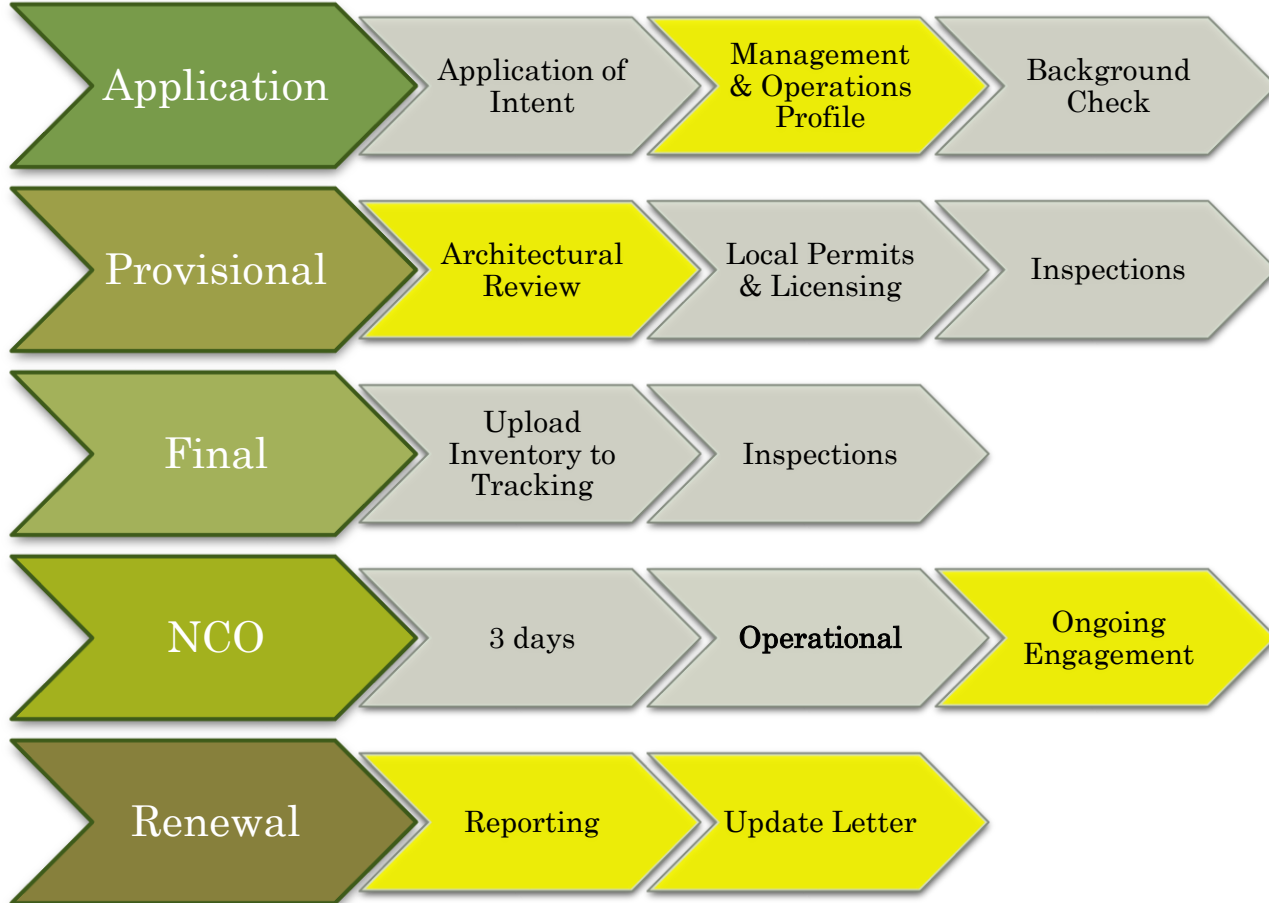 Application
Application of
Intent
Management
& Operations
Profile
Background
Check
Provisional
Architectural
Review
Local Permits
& Licensing
Inspections
Final
Upload
Inventory to
Tracking
Inspections
NCO
3 days
Operational
Ongoing
Engagement
Renewal
Reporting
Update Letter